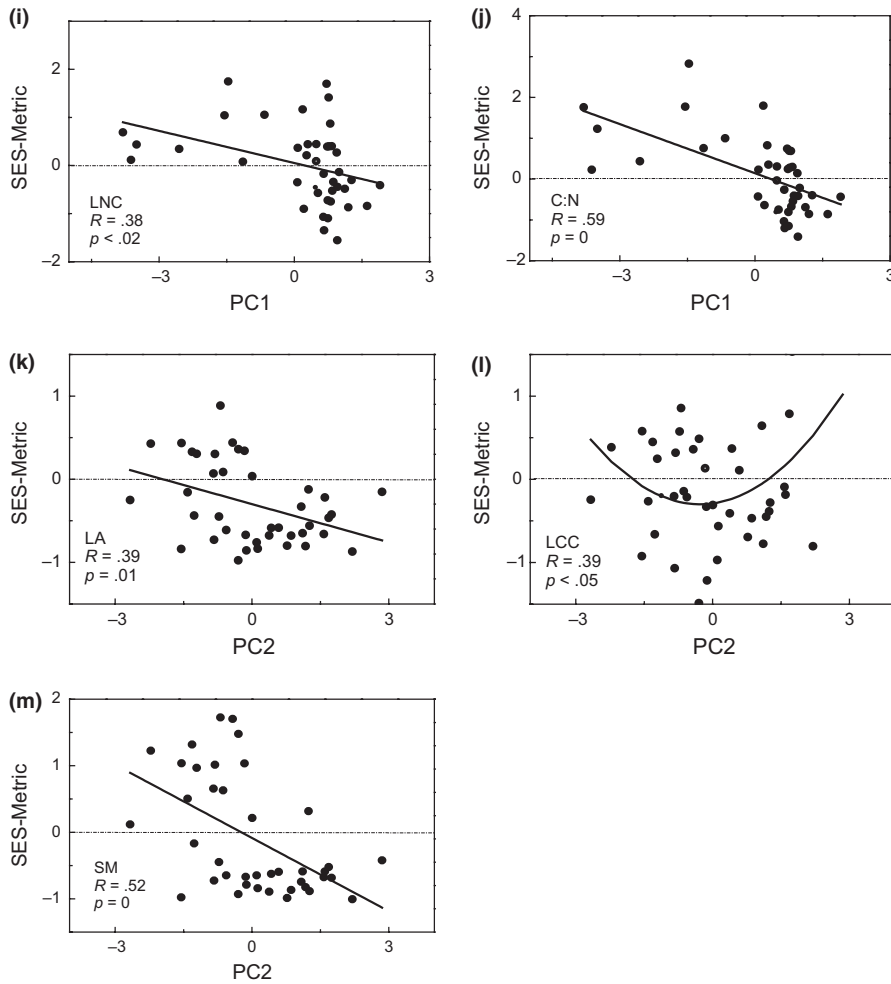 (i)
2
1
0
–2
SES-Metric
LNC
R = .38
p < .02
–3
0
3
PC1
(j)
4
2
0
–2
SES-Metric
C:N
R = .59
p = 0
–3
0
3
PC1
(k)
1
0
–1
SES-Metric
LA
R = .39
p = .01
–3
0
3
PC2
(l)
1
0
–1
SES-Metric
LCC
R = .39
p < .05
–3
0
3
PC2
(m)
2
1
0
–1
SES-Metric
SM
R = .52
p = 0
–3
0
3
PC2